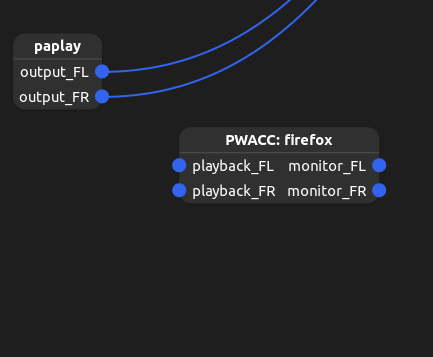 paplay
output_FL
output_FR
PWACC: firefox
playback_FL monitor_FL
playback_FR monitor_FR